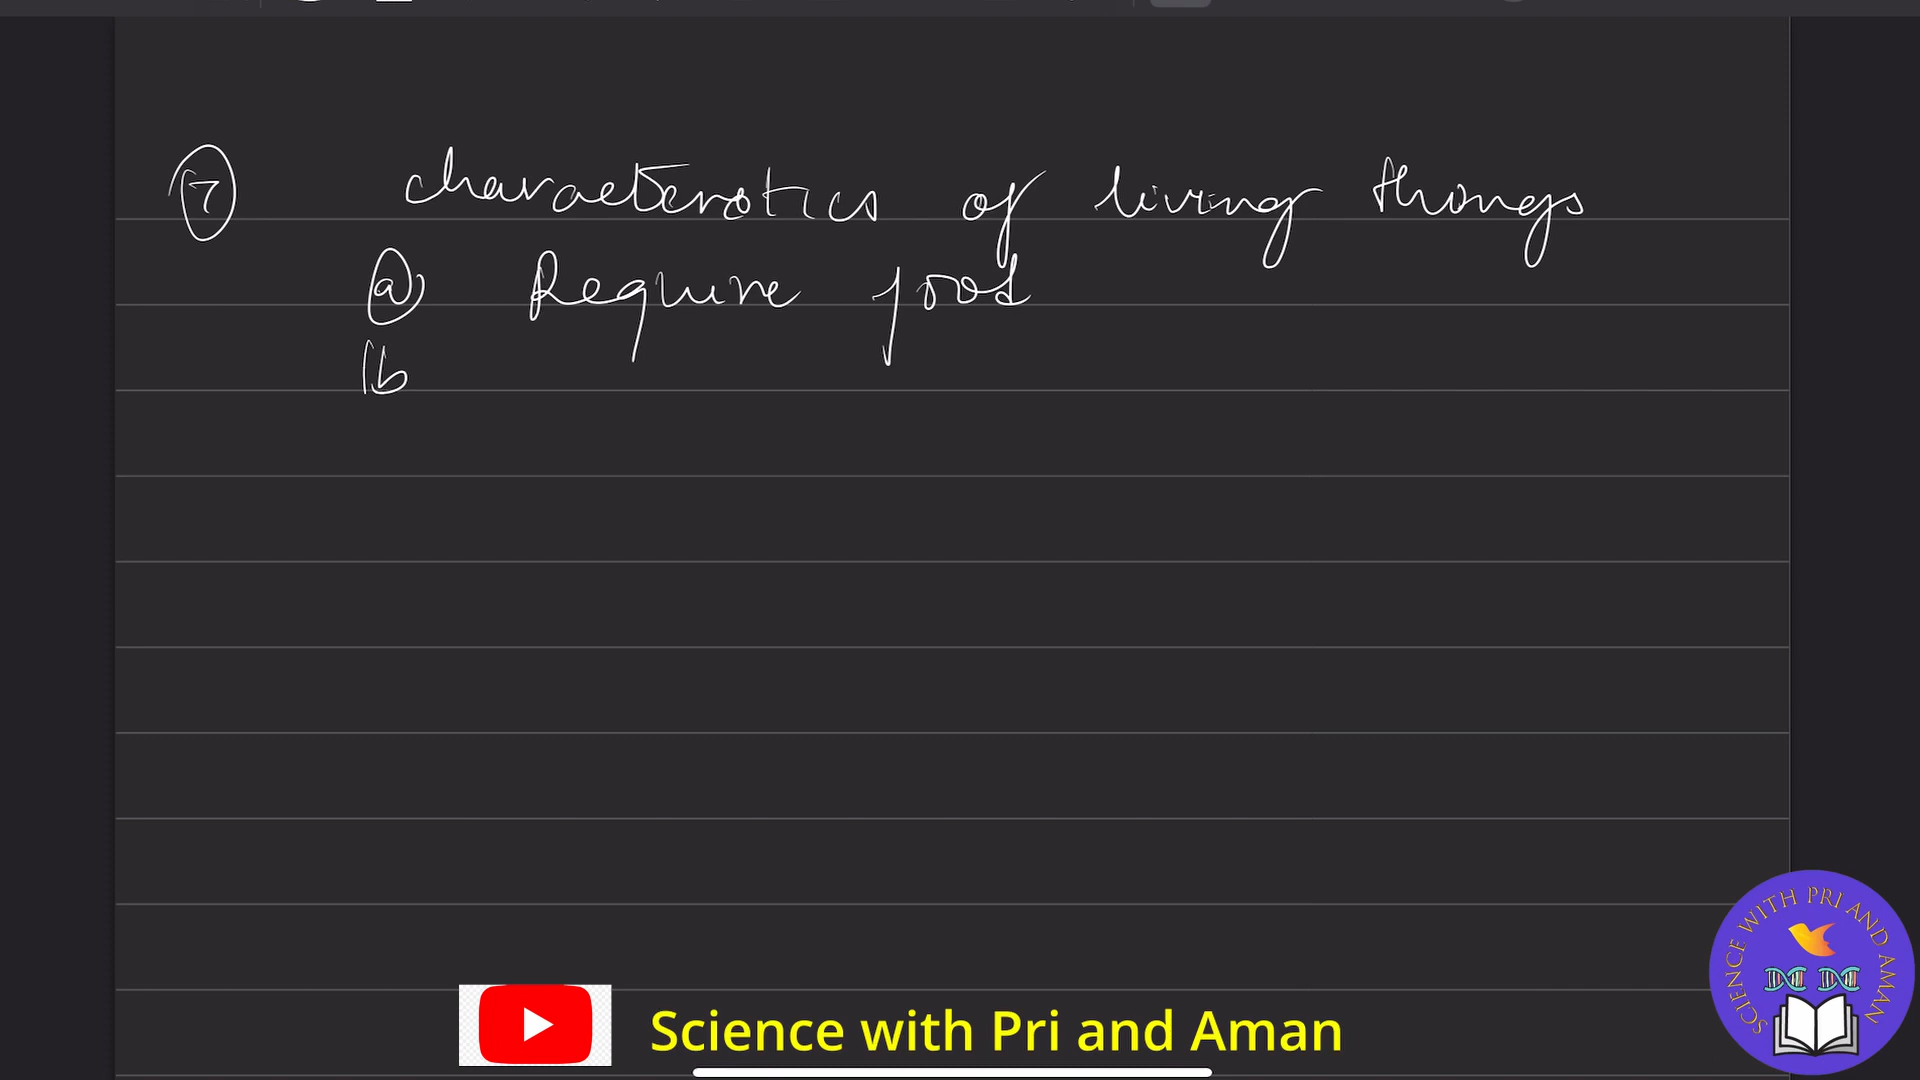 7 characteristics of living things
a Require food
(b
Science with Pri and Aman
SCIENCE WITH PRI AND AMAN